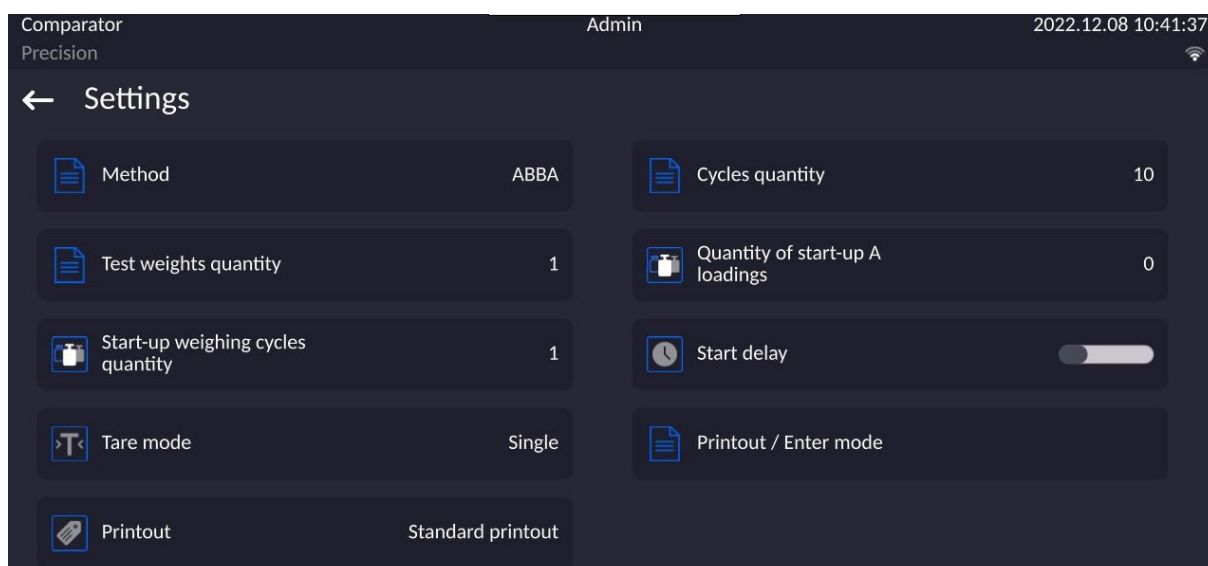 Comparator Admin 2022.12.08 10:41:37
Precision
Settings
Method ABBA
Cycles quantity 10
Test weights quantity 1
Quantity of start-up A
loadings 0
Start-up weighing cycles
quantity 1
Start delay
Tare mode Single
Printout / Enter mode
Printout Standard printout